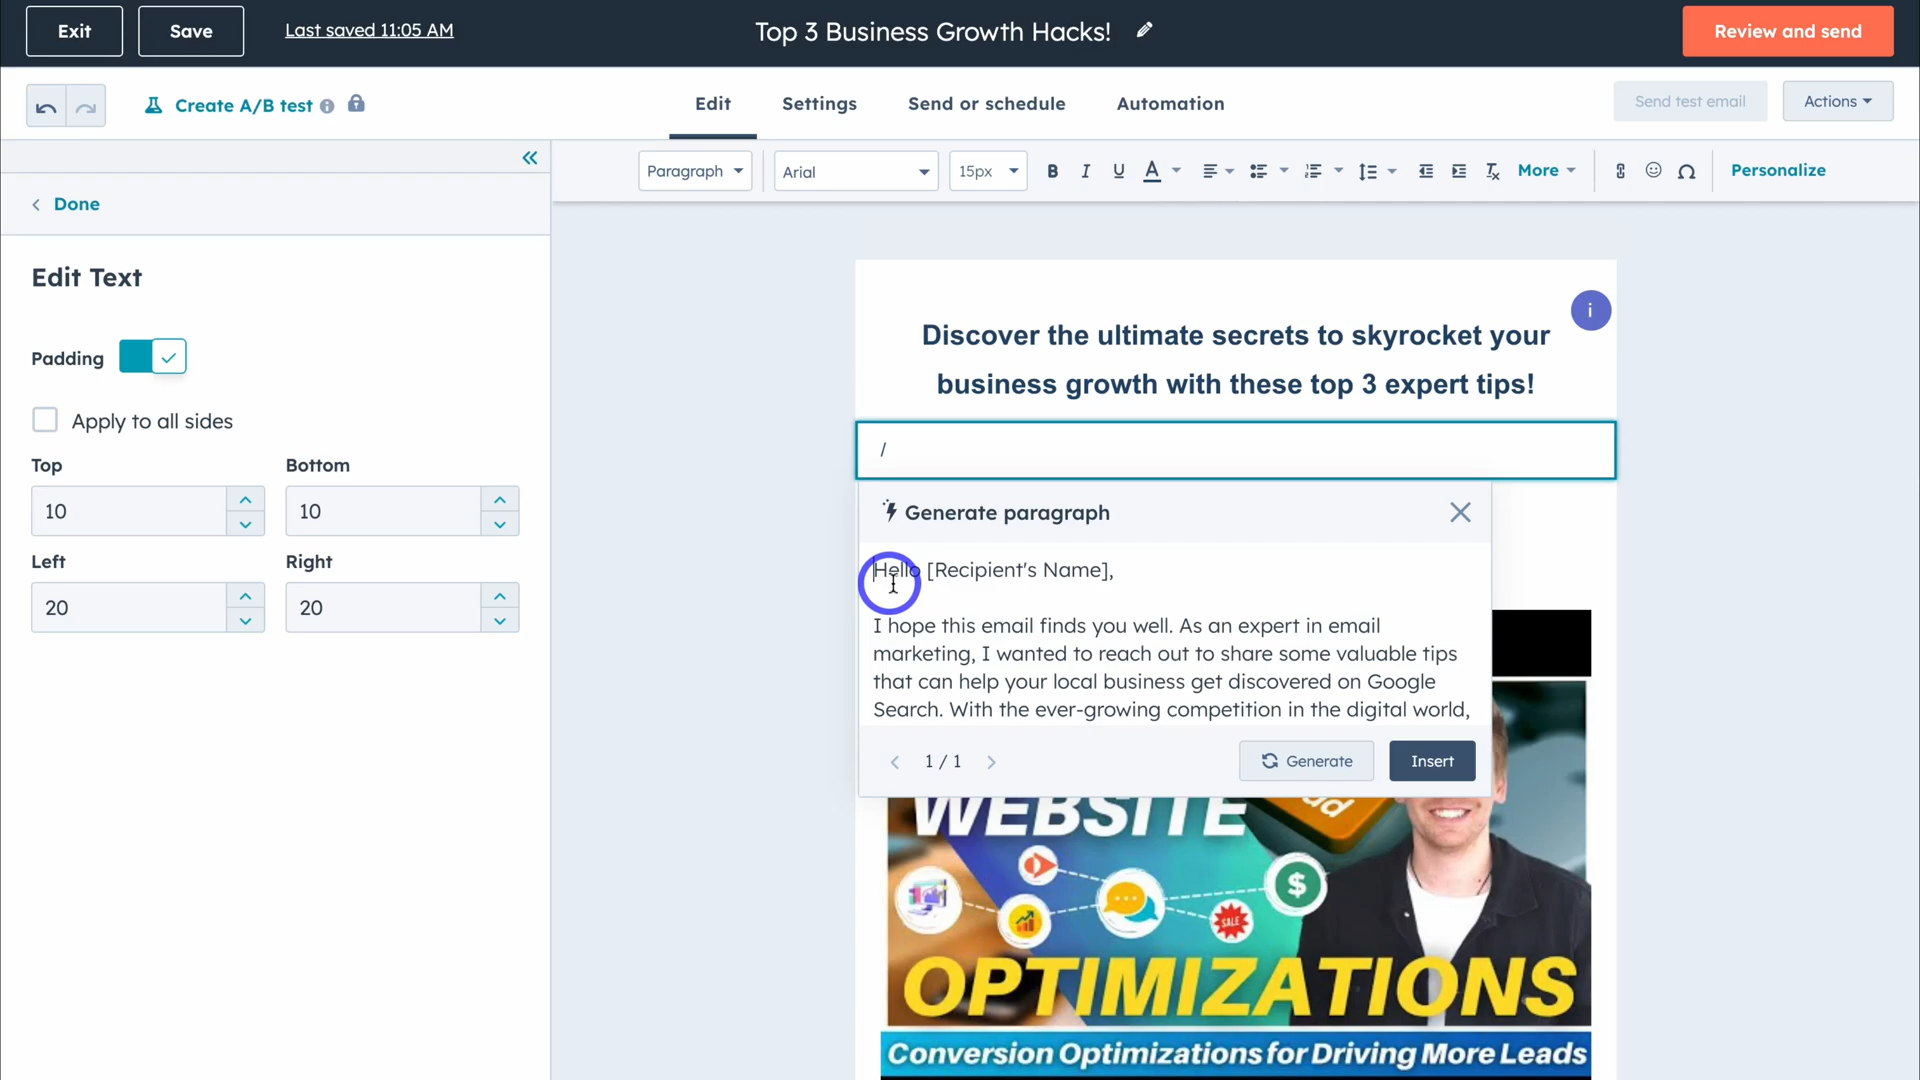 Exit
Save
Last saved 11:05 AM
Top 3 Business Growth Hacks!
Review and send
Create A/B test
Edit
Settings
Send or schedule
Automation
Send test email
Actions
Done
Paragraph
Arial
15px
B
I
U
A
More
Personalize
Edit Text
Padding
Apply to all sides
Top
Bottom
10
10
Left
Right
20
20
Discover the ultimate secrets to skyrocket your
business growth with these top 3 expert tips!
i
/
Generate paragraph
Hello [Recipient's Name],
I hope this email finds you well. As an expert in email
marketing, I wanted to reach out to share some valuable tips
that can help your local business get discovered on Google
Search. With the ever-growing competition in the digital world,
1 / 1
Generate
Insert
WEBSITE
$
SALE
OPTIMIZATIONS
Conversion Optimizations for Driving More Leads